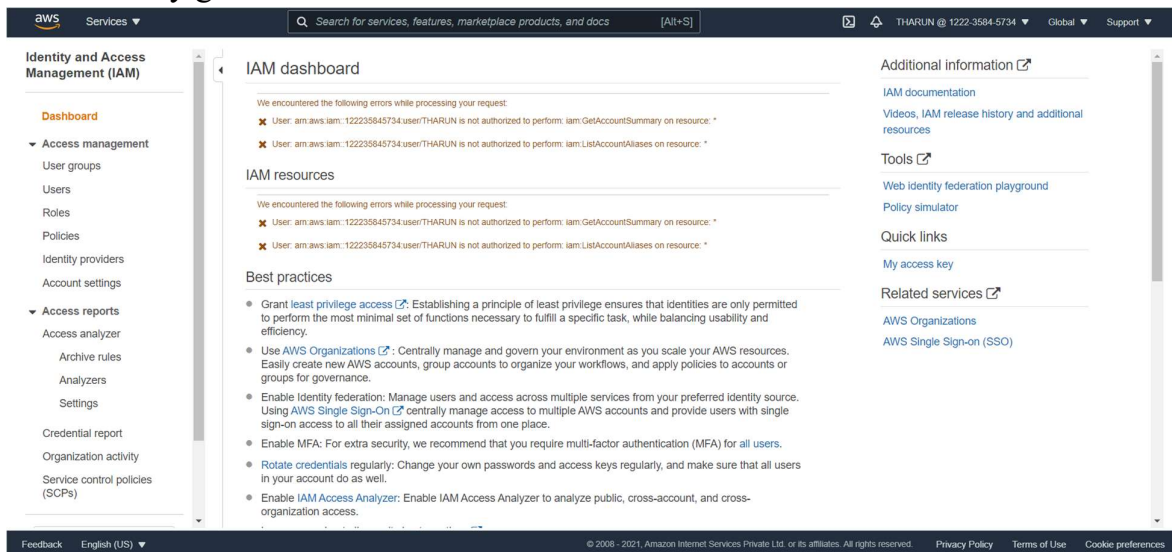 aws
Services ▼
Search for services, features, marketplace products, and docs [Alt+S]
THARUN @ 1222-3584-5734 ▼ Global ▼ Support ▼
Identity and Access
Management (IAM)
Dashboard
Access management
User groups
Users
Roles
Policies
Identity providers
Account settings
Access reports
Access analyzer
Archive rules
Analyzers
Settings
Credential report
Organization activity
Service control policies
(SCPs)
IAM dashboard
We encountered the following errors while processing your request:
User: arn:aws:iam::122235845734:user/THARUN is not authorized to perform: iam:GetAccountSummary on resource: *
User: arn:aws:iam::122235845734:user/THARUN is not authorized to perform: iam:ListAccountAliases on resource: *
IAM resources
We encountered the following errors while processing your request:
User: arn:aws:iam::122235845734:user/THARUN is not authorized to perform: iam:GetAccountSummary on resource: *
User: arn:aws:iam::122235845734:user/THARUN is not authorized to perform: iam:ListAccountAliases on resource: *
Best practices
Grant least privilege access : Establishing a principle of least privilege ensures that identities are only permitted
to perform the most minimal set of functions necessary to fulfill a specific task, while balancing usability and
efficiency.
Use AWS Organizations : Centrally manage and govern your environment as you scale your AWS resources.
Easily create new AWS accounts, group accounts to organize your workflows, and apply policies to accounts or
groups for governance.
Enable Identity federation: Manage users and access across multiple services from your preferred identity source.
Using AWS Single Sign-On centrally manage access to multiple AWS accounts and provide users with single
sign-on access to all their assigned accounts from one place.
Enable MFA: For extra security, we recommend that you require multi-factor authentication (MFA) for all users.
Rotate credentials regularly: Change your own passwords and access keys regularly, and make sure that all users
in your account do as well.
Enable IAM Access Analyzer: Enable IAM Access Analyzer to analyze public, cross-account, and cross-
organization access.
Additional information
IAM documentation
Videos, IAM release history and additional
resources
Tools
Web identity federation playground
Policy simulator
Quick links
My access key
Related services
AWS Organizations
AWS Single Sign-on (SSO)
Feedback English (US) ▼
© 2008 - 2021, Amazon Internet Services Private Ltd. or its affiliates. All rights reserved. Privacy Policy Terms of Use Cookie preferences